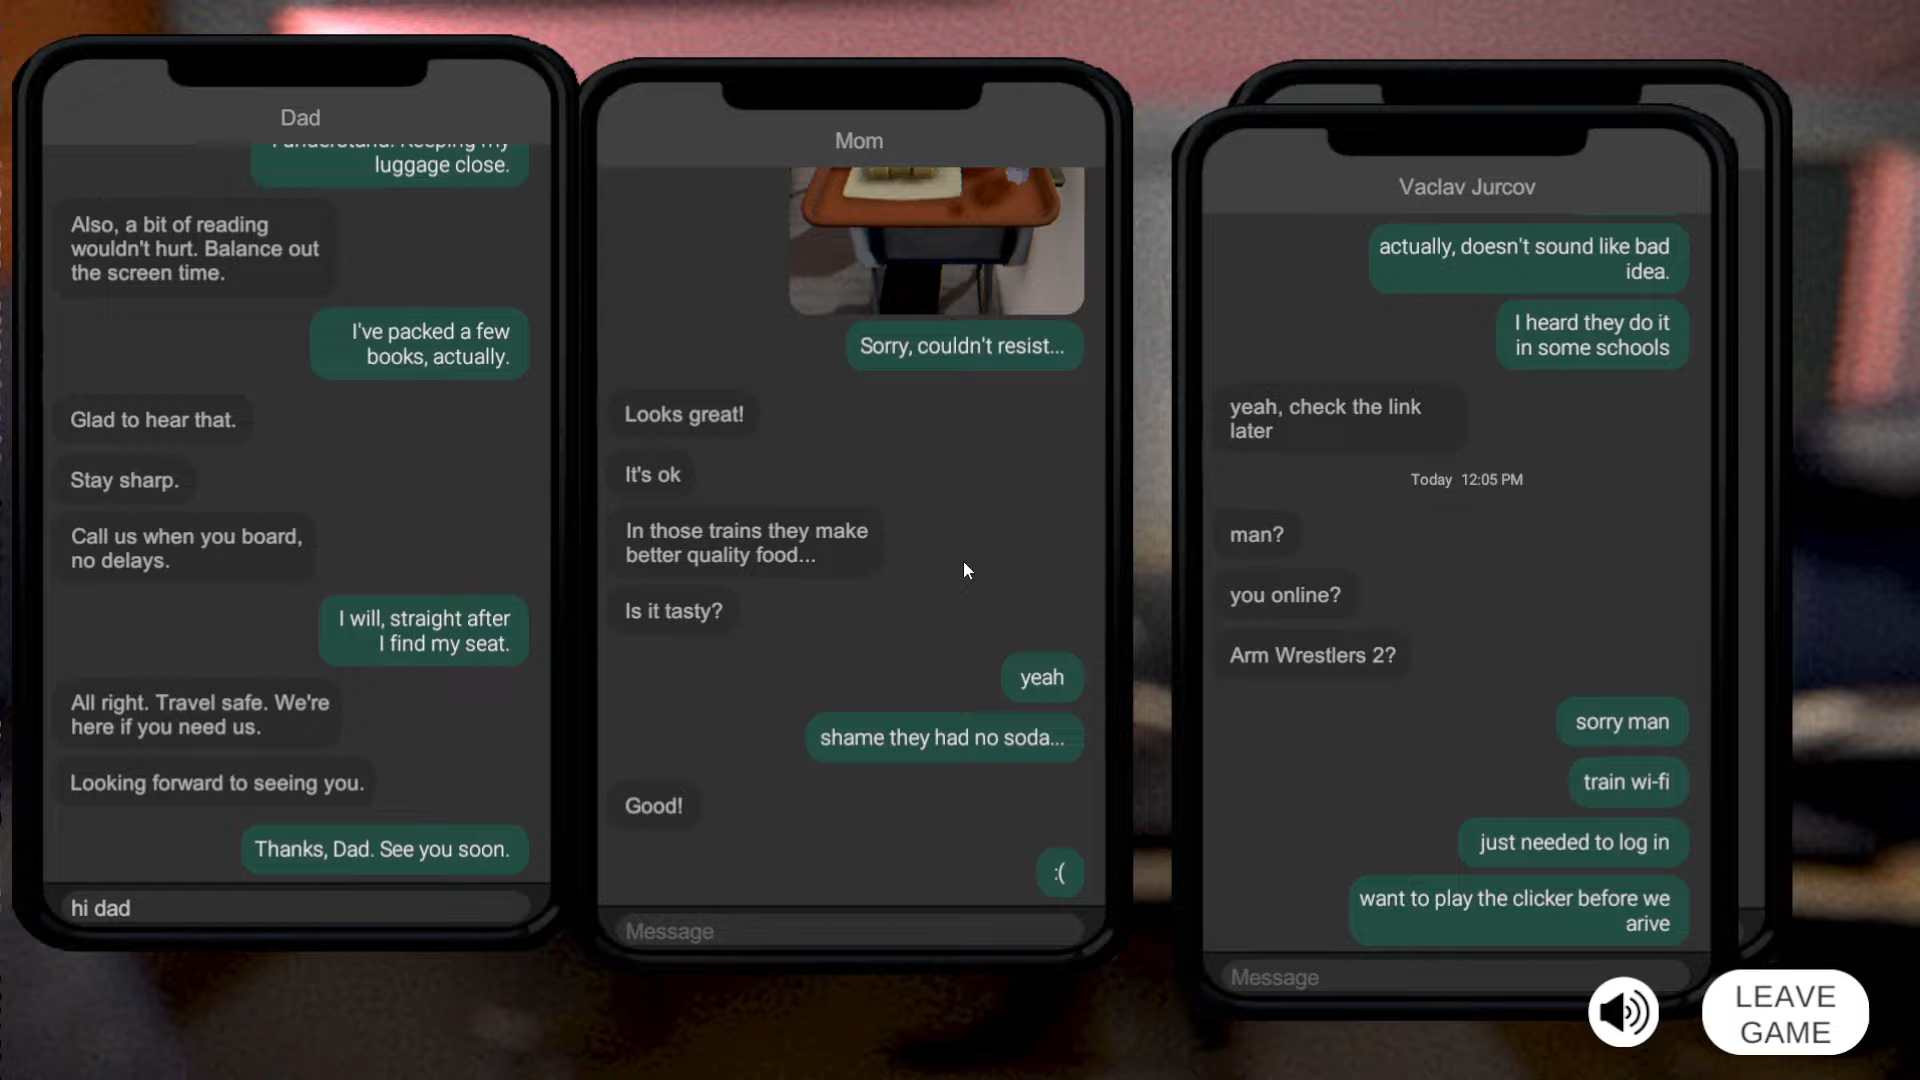 Dad
I understand. Keeping my
luggage close.
Also, a bit of reading
wouldn't hurt. Balance out
the screen time.
I've packed a few
books, actually.
Glad to hear that.
Stay sharp.
Call us when you board,
no delays.
I will, straight after
I find my seat.
All right. Travel safe. We're
here if you need us.
Looking forward to seeing you.
Thanks, Dad. See you soon.
hi dad
Mom
Sorry, couldn't resist...
Looks great!
It's ok
In those trains they make
better quality food...
Is it tasty?
yeah
shame they had no soda...
Good!
:(
Message
Vaclav Jurcov
actually, doesn't sound like bad
idea.
I heard they do it
in some schools
yeah, check the link
later
Today 12:05 PM
man?
you online?
Arm Wrestlers 2?
sorry man
train wi-fi
just needed to log in
want to play the clicker before we
arive
Message
LEAVE
GAME